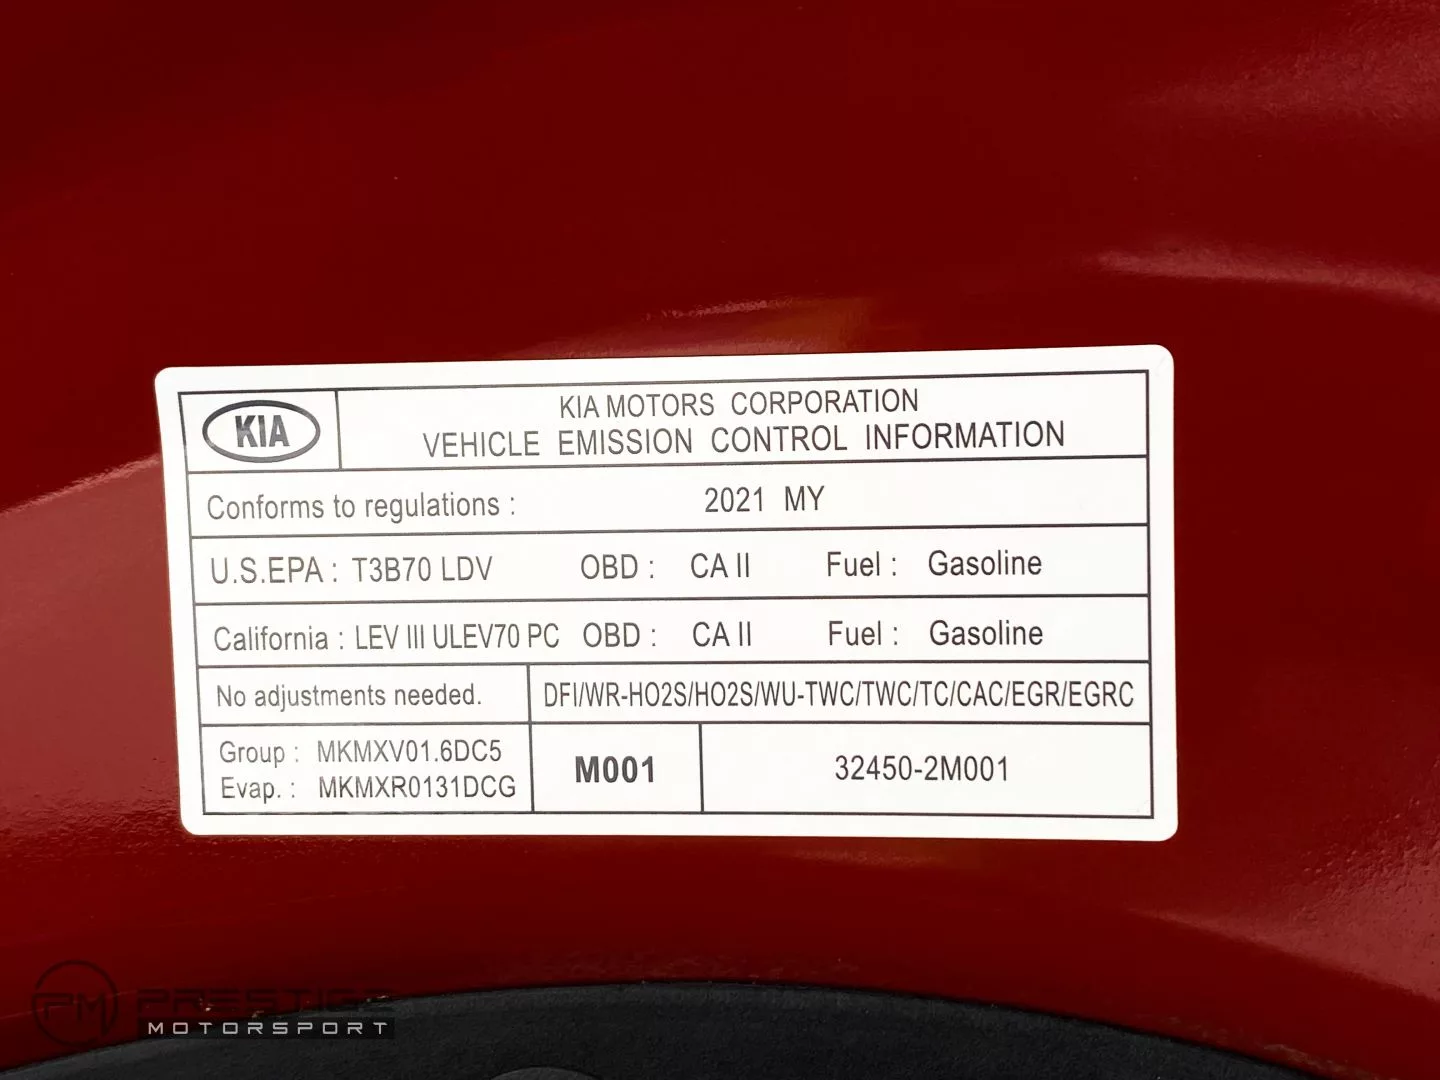 KIA
KIA MOTORS CORPORATION
VEHICLE EMISSION CONTROL INFORMATION
Conforms to regulations : 2021 MY
U.S.EPA : T3B70 LDV OBD : CA II Fuel : Gasoline
California : LEV III ULEV70 PC OBD : CA II Fuel : Gasoline
No adjustments needed. DFI/WR-HO2S/HO2S/WU-TWC/TWC/TC/CAC/EGR/EGRC
Group : MKMXV01.6DC5
Evap. : MKMXR0131DCG
M001
32450-2M001
PM
PRESTIGE
MOTORSPORT